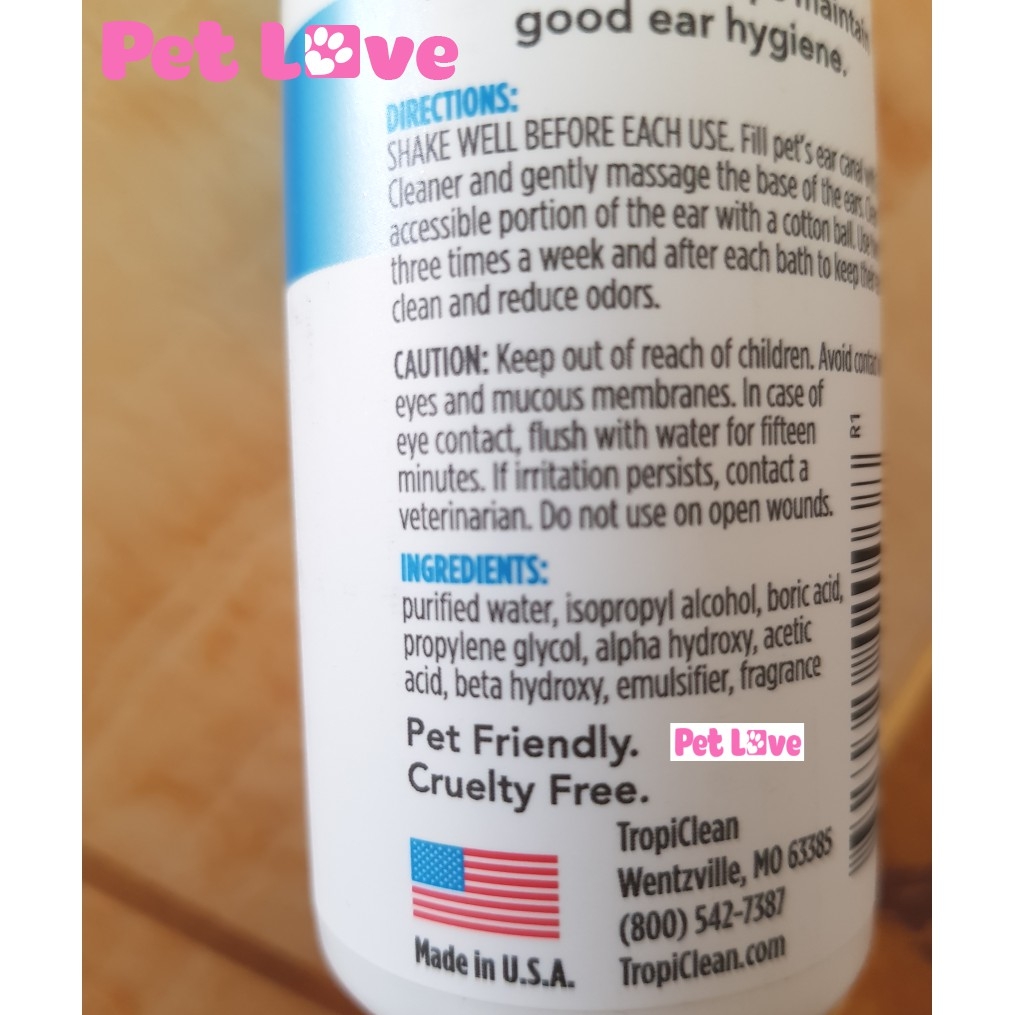 Pet Love
maintain
good ear hygiene.
DIRECTIONS:
SHAKE WELL BEFORE EACH USE. Fill pet's ear canal
Cleaner and gently massage the base of the ears.
accessible portion of the ear with a cotton ball. Use
three times a week and after each bath to keep
clean and reduce odors.
CAUTION: Keep out of reach of children. Avoid contact
eyes and mucous membranes. In case of
eye contact, flush with water for fifteen
minutes. If irritation persists, contact a
veterinarian. Do not use on open wounds.
R1
INGREDIENTS:
purified water, isopropyl alcohol, boric acid,
propylene glycol, alpha hydroxy, acetic
acid, beta hydroxy, emulsifier, fragrance
Pet Friendly.
Cruelty Free.
Pet Love
TropiClean
Wentzville, MO 63385
(800) 542-7387
TropiClean.com
Made in U.S.A.